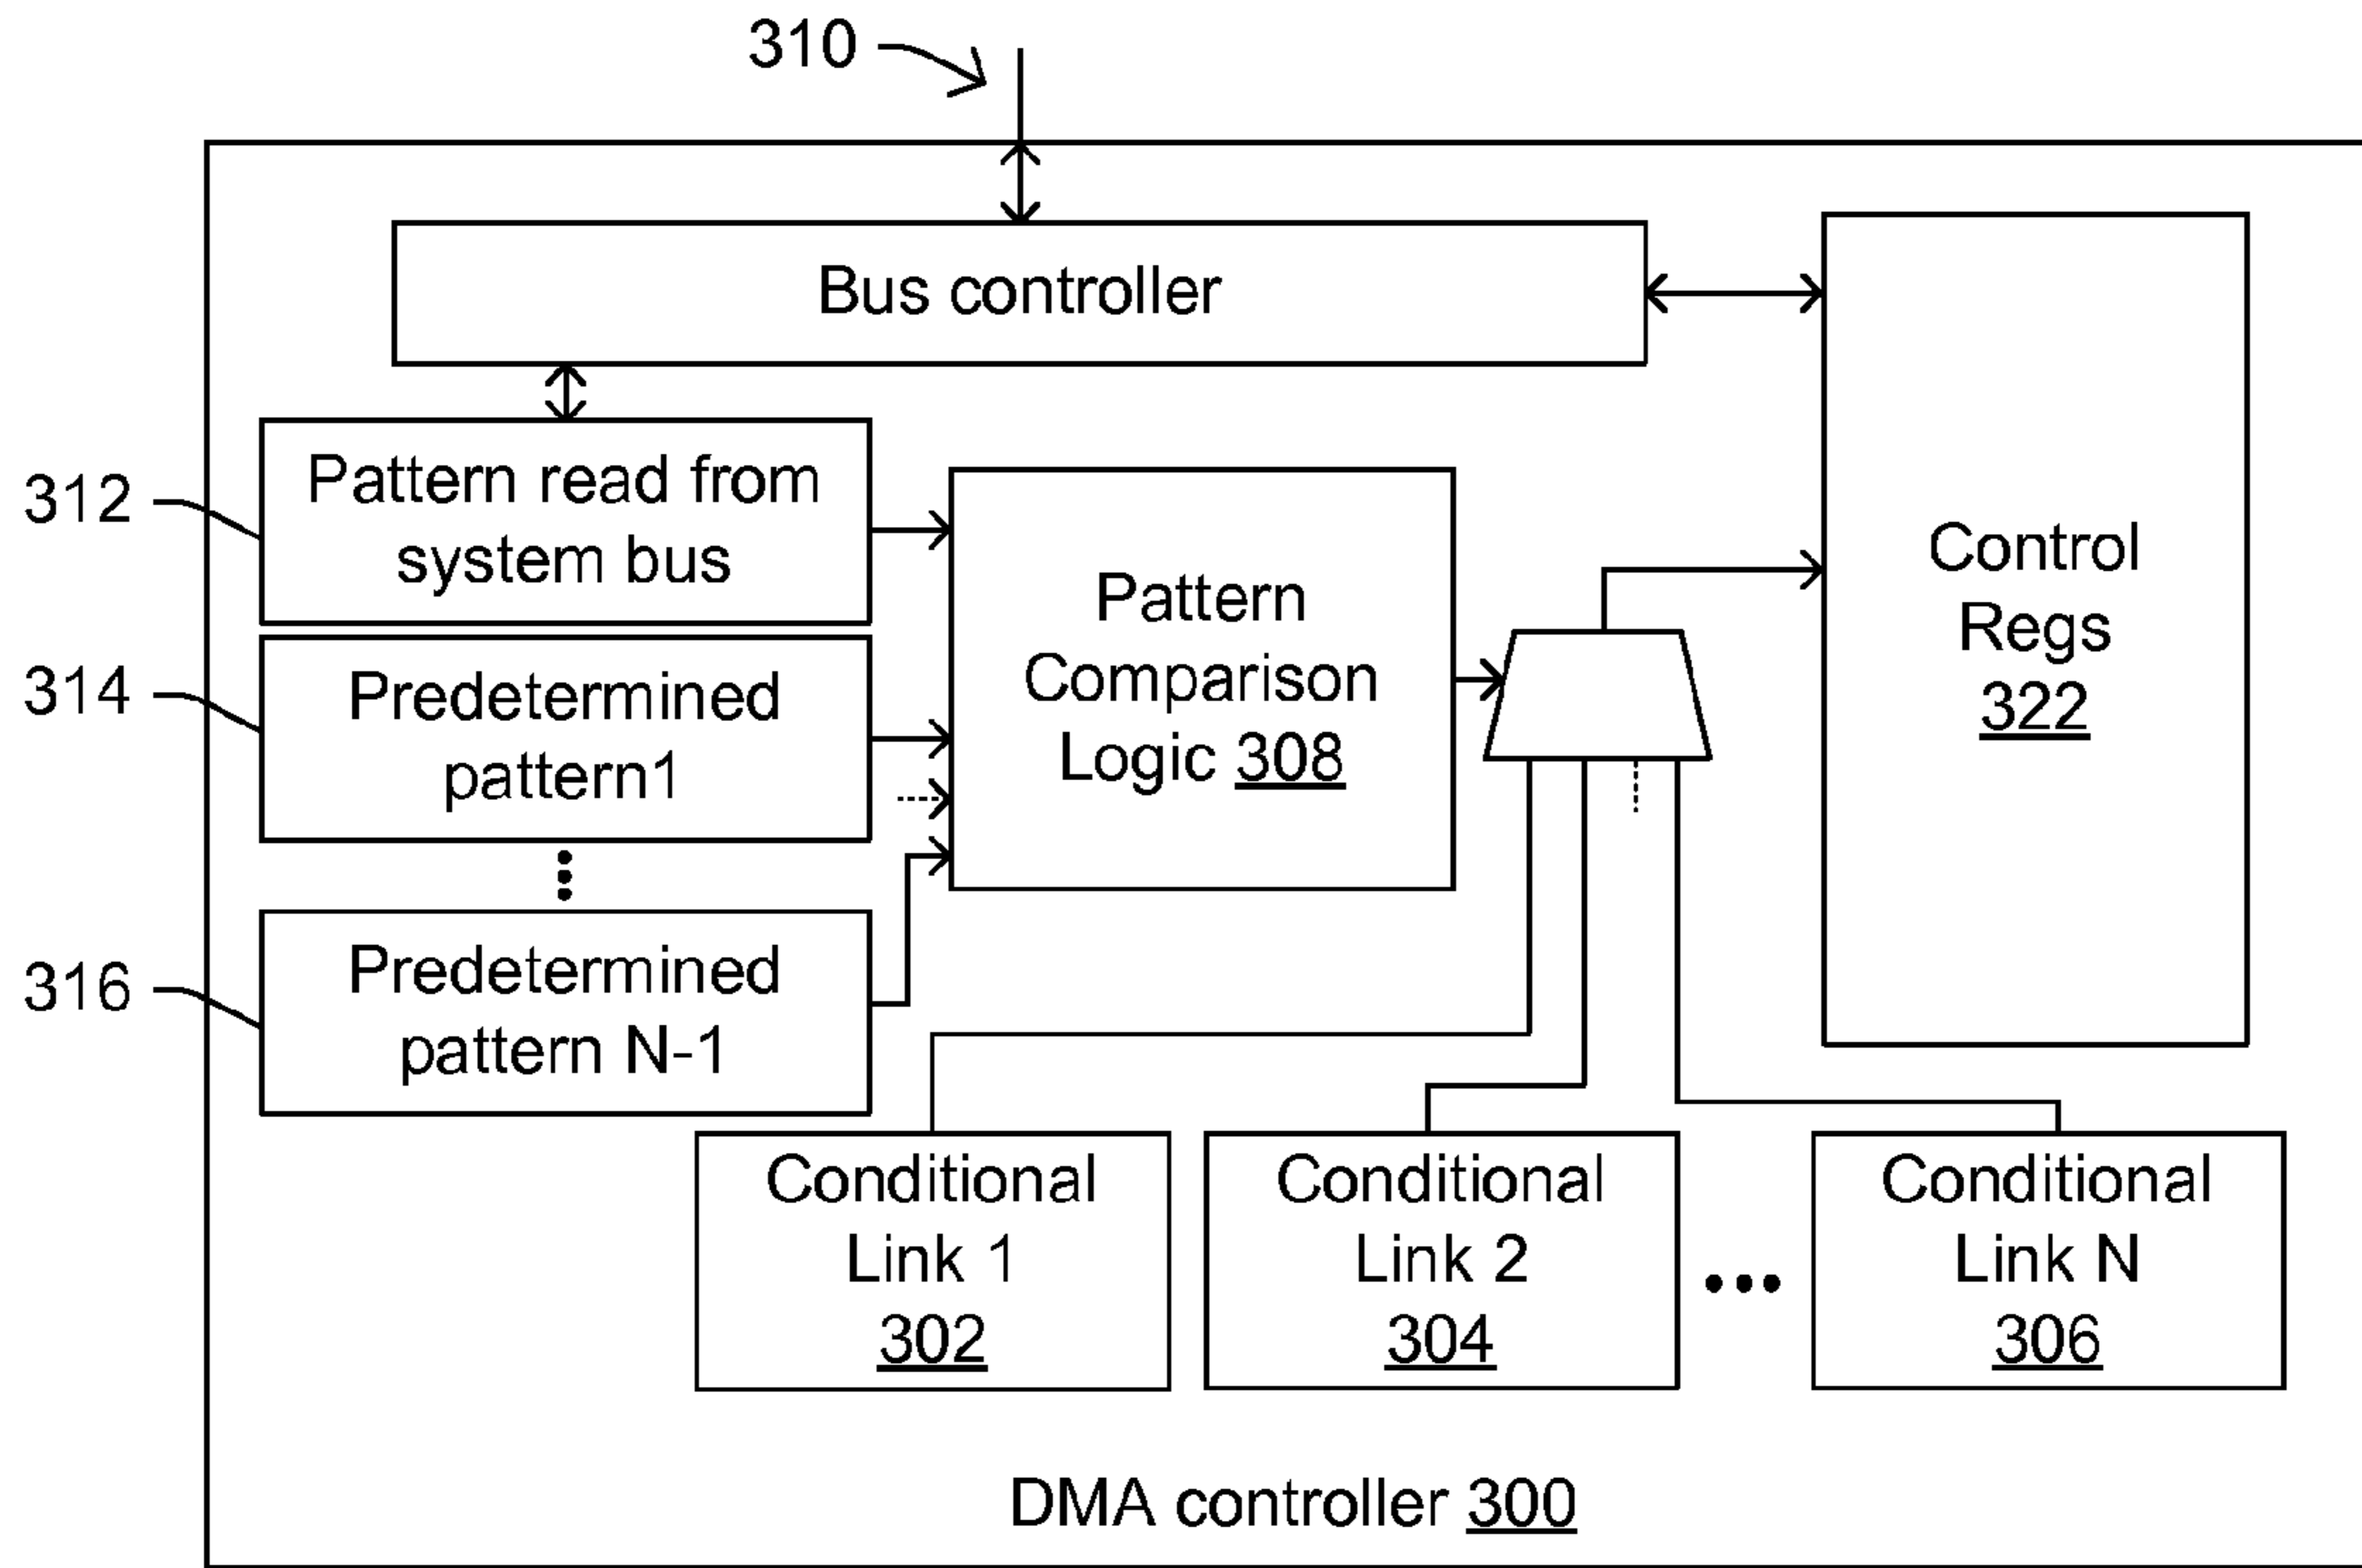 310
Bus controller
312
Pattern read from
system bus
314
Predetermined
pattern1
316
Predetermined
pattern N-1
Pattern
Comparison
Logic 308
Control
Regs
322
Conditional
Link 1
302
Conditional
Link 2
304
Conditional
Link N
306
DMA controller 300